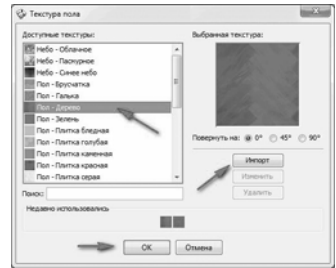 Текстура пола
Доступные текстуры:
Выбранная текстура:
Небо - Облачное
Небо - Пасмурное
Небо - Синее небо
Пол - Брусчатка
Пол - Галька
Пол - Дерево
Пол - Зелень
Пол - Плитка бледная
Пол - Плитка голубая
Пол - Плитка каменная
Пол - Плитка красная
Пол - Плитка серая
Повернуть на: 0° 45° 90°
Импорт
Изменить
Удалить
Поиск:
Недавно использовались
OK Отмена